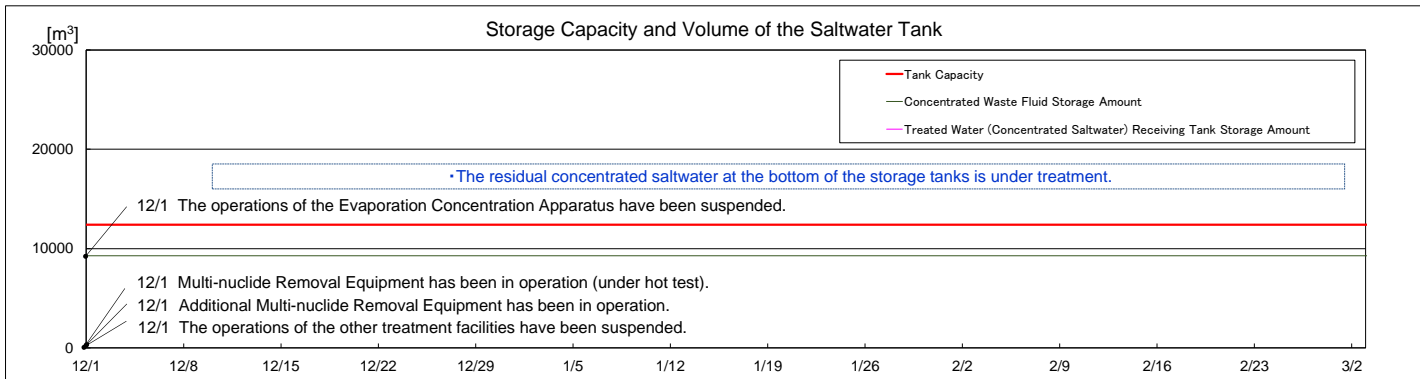 Storage Capacity and Volume of the Saltwater Tank
[m³]
30000
Tank Capacity
Concentrated Waste Fluid Storage Amount
Treated Water (Concentrated Saltwater) Receiving Tank Storage Amount
20000
・The residual concentrated saltwater at the bottom of the storage tanks is under treatment.
12/1 The operations of the Evaporation Concentration Apparatus have been suspended.
10000
12/1 Multi-nuclide Removal Equipment has been in operation (under hot test).
12/1 Additional Multi-nuclide Removal Equipment has been in operation.
12/1 The operations of the other treatment facilities have been suspended.
0
12/1 12/8 12/15 12/22 12/29 1/5 1/12 1/19 1/26 2/2 2/9 2/16 2/23 3/2